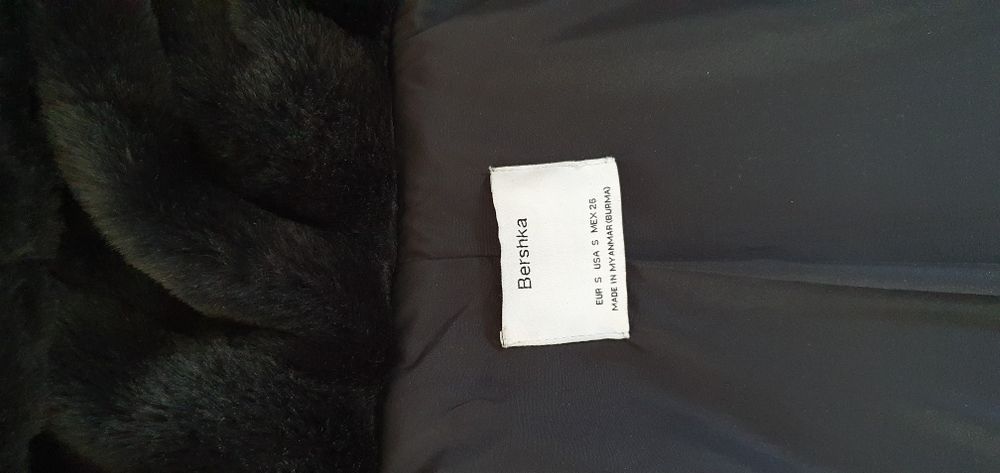 Bershka
EUR S USA S MEX 26
MADE IN MYANMAR(BURMA)